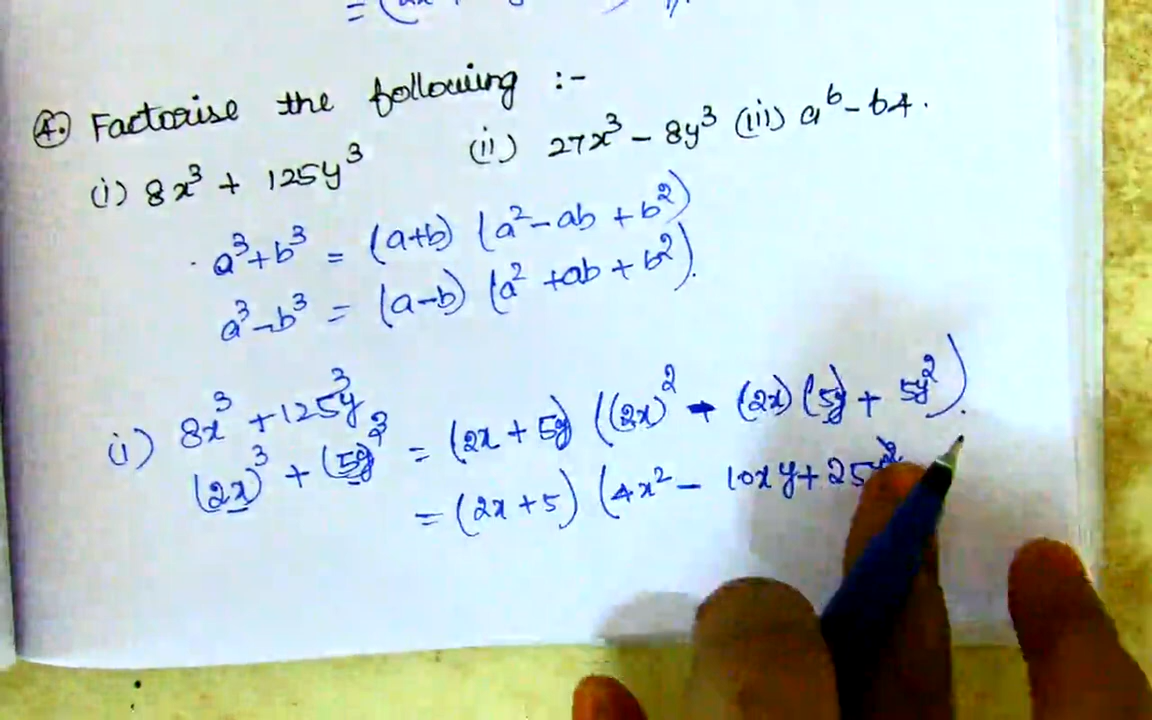 ④. Factorise the following :-
(i) 8x³ + 125y³ (ii) 27x³ - 8y³ (iii) a⁶ - 64.
a³+b³ = (a+b) (a² - ab + b²)
a³-b³ = (a-b) (a² +ab + b²).
(i) 8x³ + 125y³
(2x)³ + (5y)³ = (2x + 5y) ((2x)² - (2x) (5y) + 5y²).
= (2x + 5) (4x² - 10xy + 25y²